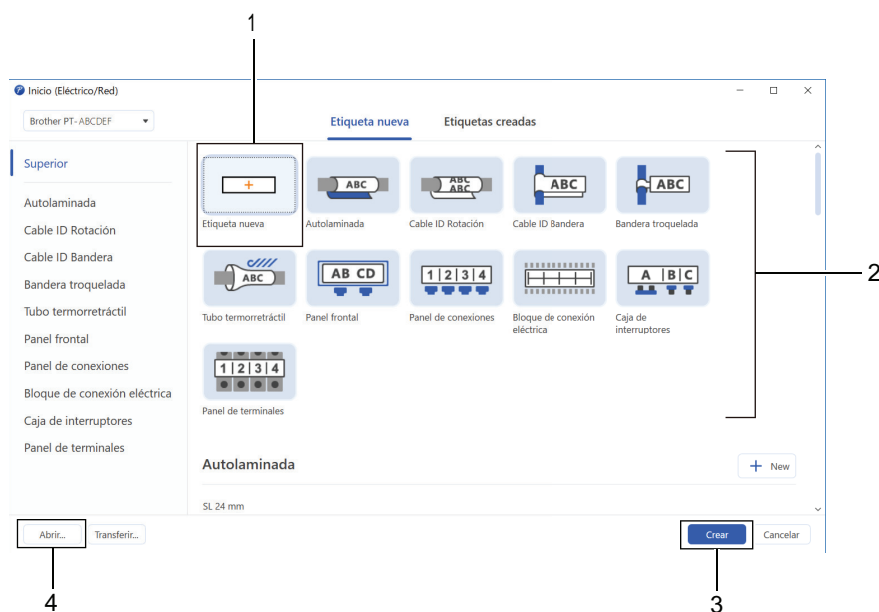 1
Inicio (Eléctrico/Red)
Brother PT-ABCDEF
Etiqueta nueva
Etiquetas creadas
Superior
Autolaminada
Cable ID Rotación
Cable ID Bandera
Bandera troquelada
Tubo termorretráctil
Panel frontal
Panel de conexiones
Bloque de conexión eléctrica
Caja de interruptores
Panel de terminales
ABC
ABC
ABC
ABC
ABC
Etiqueta nueva
Autolaminada
Cable ID Rotación
Cable ID Bandera
Bandera troquelada
2
ABC
AB CD
1 2 3 4
A B C
Tubo termorretráctil
Panel frontal
Panel de conexiones
Bloque de conexión
eléctrica
Caja de
interruptores
1 2 3 4
Panel de terminales
Autolaminada
+ New
SL 24 mm
Abrir...
Transferir...
Crear
Cancelar
4
3